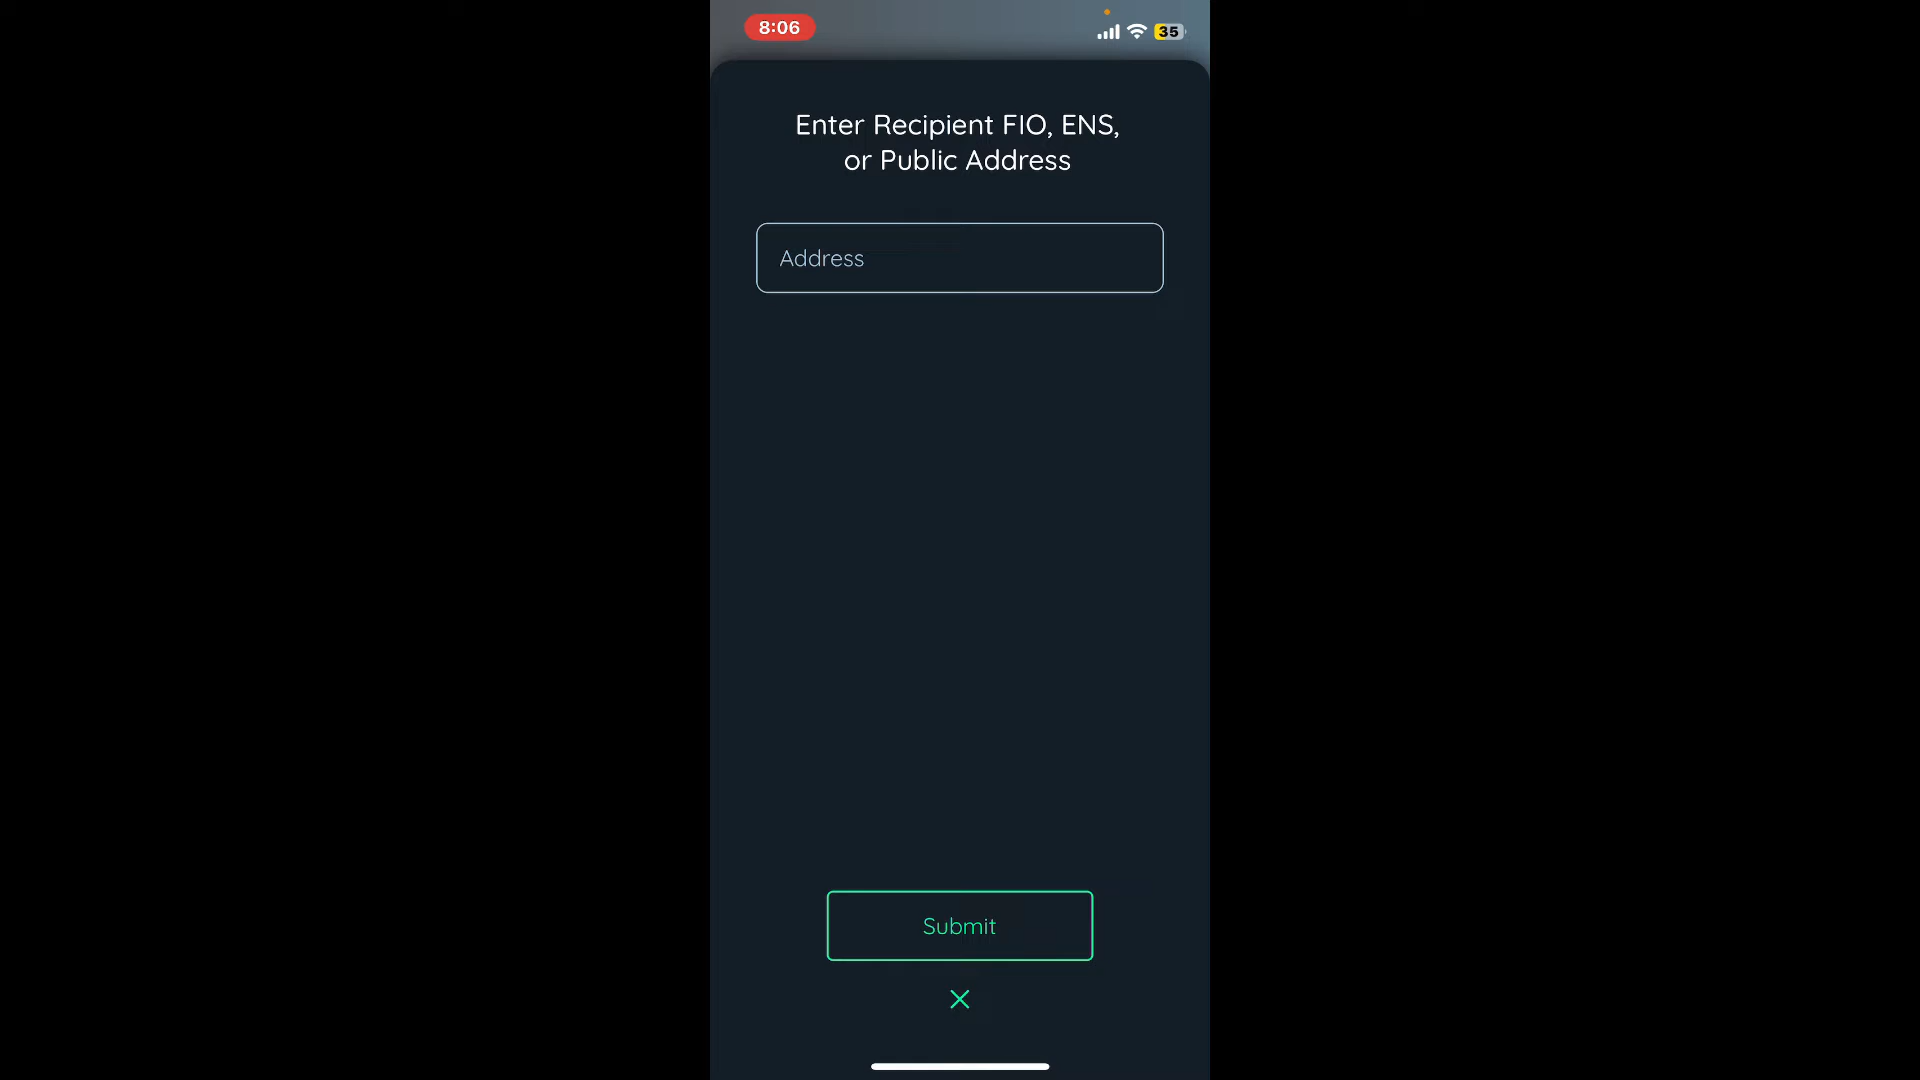 8:06
35
Enter Recipient FIO, ENS,
or Public Address
Address
Submit